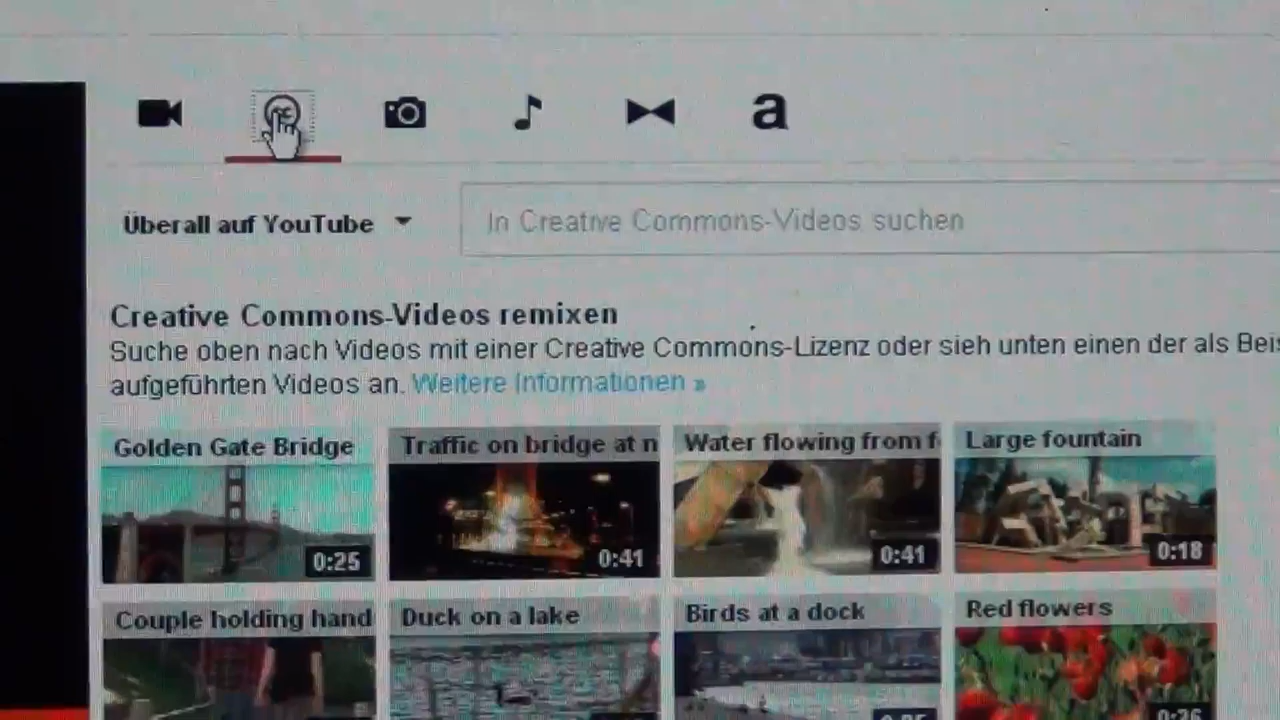 a
Überall auf YouTube
In Creative Commons-Videos suchen
Creative Commons-Videos remixen
Suche oben nach Videos mit einer Creative Commons-Lizenz oder sieh unten einen der als Beis
aufgeführten Videos an. Weitere Informationen »
Golden Gate Bridge
Traffic on bridge at n
Water flowing from f
Large fountain
0:25
0:41
0:41
0:18
Couple holding hand
Duck on a lake
Birds at a dock
Red flowers